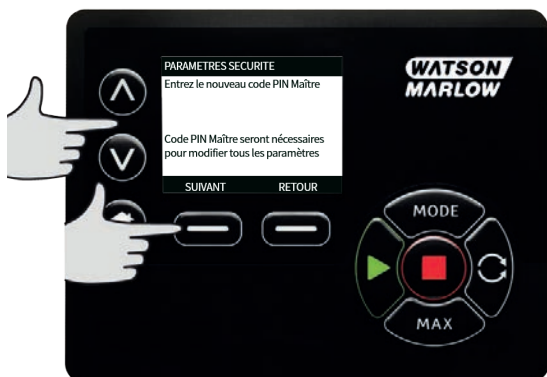 PARAMETRES SECURITE
Entrez le nouveau code PIN Maître
Code PIN Maître seront nécessaires
pour modifier tous les paramètres
SUIVANT RETOUR
WATSON
MARLOW
MODE
MAX